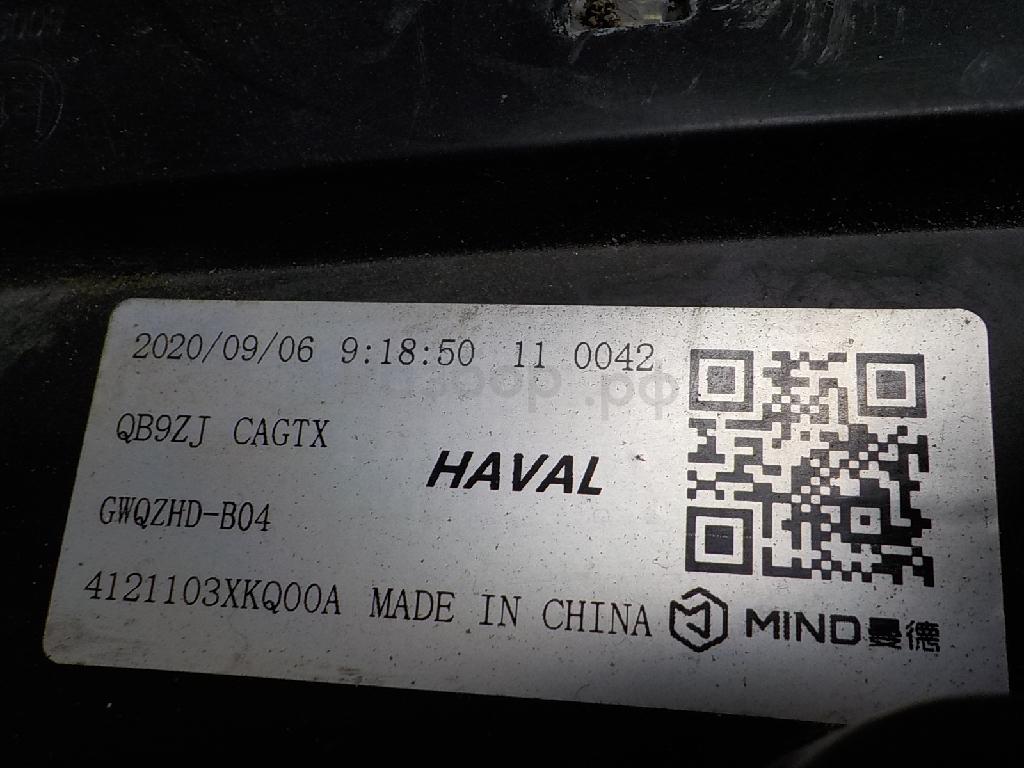 2020/09/06 9:18:50 11 0042
QB9ZJ CAGTX
HAVAL
GWQZHD-B04
4121103XKQ00A MADE IN CHINA
MIND曼德